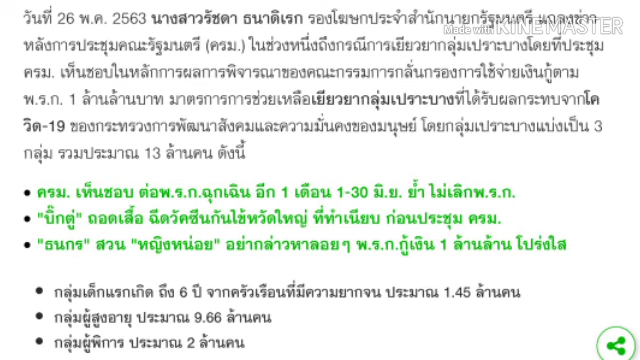 วันที่ 26 พ.ค. 2563 นางสาวรัชดา ธนาดิเรก รองโฆษกประจำสำนักนายกรัฐมนตรี แถลงข่าว
Made with KINEMASTER
หลังการประชุมคณะรัฐมนตรี (ครม.) ในช่วงหนึ่งถึงกรณีการเยียวยากลุ่มเปราะบางโดยที่ประชุม
ครม. เห็นชอบในหลักการผลการพิจารณาของคณะกรรมการกลั่นกรองการใช้จ่ายเงินกู้ตาม
พ.ร.ก. 1 ล้านล้านบาท มาตรการการช่วยเหลือเยียวยากลุ่มเปราะบางที่ได้รับผลกระทบจากโค
วิด-19 ของกระทรวงการพัฒนาสังคมและความมั่นคงของมนุษย์ โดยกลุ่มเปราะบางแบ่งเป็น 3
กลุ่ม รวมประมาณ 13 ล้านคน ดังนี้
• ครม. เห็นชอบ ต่อพ.ร.ก.ฉุกเฉิน อีก 1 เดือน 1-30 มิ.ย. ย้ำ ไม่เลิกพ.ร.ก.
• "บิ๊กตู่" ถอดเสื้อ ฉีดวัคซีนกันไข้หวัดใหญ่ ที่ทำเนียบ ก่อนประชุม ครม.
• "ธนกร" สวน "หญิงหน่อย" อย่ากล่าวหาลอยๆ พ.ร.ก.กู้เงิน 1 ล้านล้าน โปร่งใส
• กลุ่มเด็กแรกเกิด ถึง 6 ปี จากครัวเรือนที่มีความยากจน ประมาณ 1.45 ล้านคน
• กลุ่มผู้สูงอายุ ประมาณ 9.66 ล้านคน
• กลุ่มผู้พิการ ประมาณ 2 ล้านคน